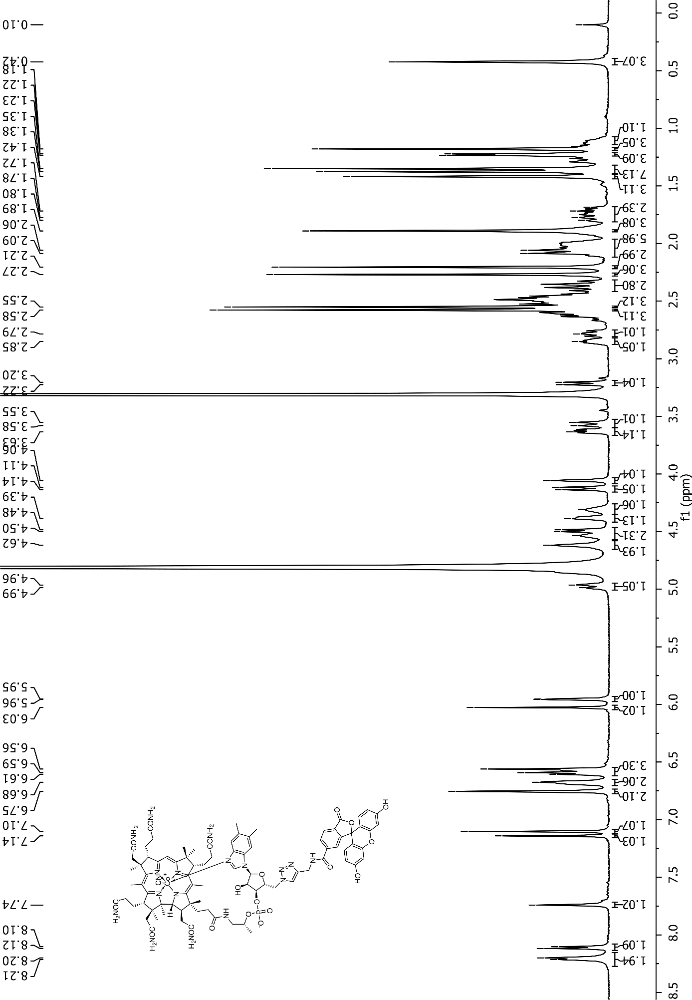 8.21
8.20
8.12
8.10
7.74
7.14
7.10
6.75
6.68
6.61
6.59
6.56
6.03
5.96
5.95
4.99
4.96
4.62
4.50
4.48
4.39
4.14
4.11
4.06
3.63
3.58
3.55
3.22
3.20
2.85
2.79
2.58
2.55
2.27
2.21
2.09
2.06
1.89
1.80
1.78
1.72
1.42
1.38
1.35
1.23
1.22
1.18
0.42
0.10
H2NOC
CONH2
CONH2
H2NOC
H2NOC
CONH2
N
N
N
N
CN
Co+
H
O
NH
O
P
O
O
-O
HO
O
N
N
N
N
N
NH
O
O
O
O
HO
OH
1.94
1.09
1.02
1.03
1.07
2.10
2.06
3.30
1.02
1.00
1.05
1.93
2.31
1.13
1.06
1.05
1.04
1.14
1.01
1.04
1.05
1.01
3.11
3.12
2.80
3.06
2.99
5.98
3.08
2.39
3.11
7.13
3.09
3.05
1.10
3.07
8.5
8.0
7.5
7.0
6.5
6.0
5.5
5.0
4.5
4.0
3.5
3.0
2.5
2.0
1.5
1.0
0.5
0.0
f1 (ppm)